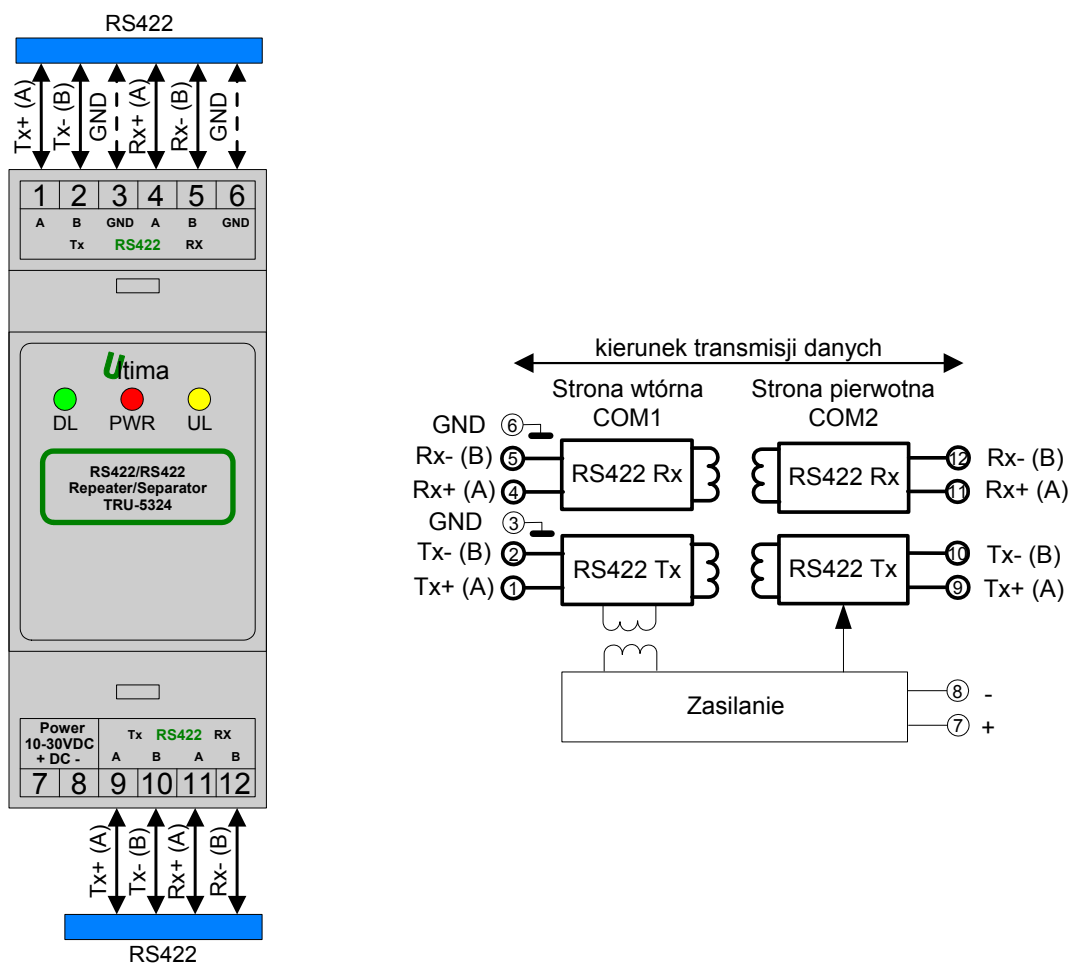 RS422
Tx+ (A)
Tx- (B)
GND
Rx+ (A)
Rx- (B)
GND
1 2 3 4 5 6
A B GND A B GND
Tx RS422 RX
Ultima
DL PWR UL
RS422/RS422
Repeater/Separator
TRU-5324
Power
10-30VDC
+ DC -
Tx RS422 RX
A B A B
7 8 9 10 11 12
Tx+ (A)
Tx- (B)
Rx+ (A)
Rx- (B)
RS422
kierunek transmisji danych
Strona wtórna
COM1
Strona pierwotna
COM2
GND 6
Rx- (B) 5
Rx+ (A) 4
RS422 Rx
RS422 Rx
12 Rx- (B)
11 Rx+ (A)
GND 3
Tx- (B) 2
Tx+ (A) 1
RS422 Tx
RS422 Tx
10 Tx- (B)
9 Tx+ (A)
Zasilanie
8 -
7 +